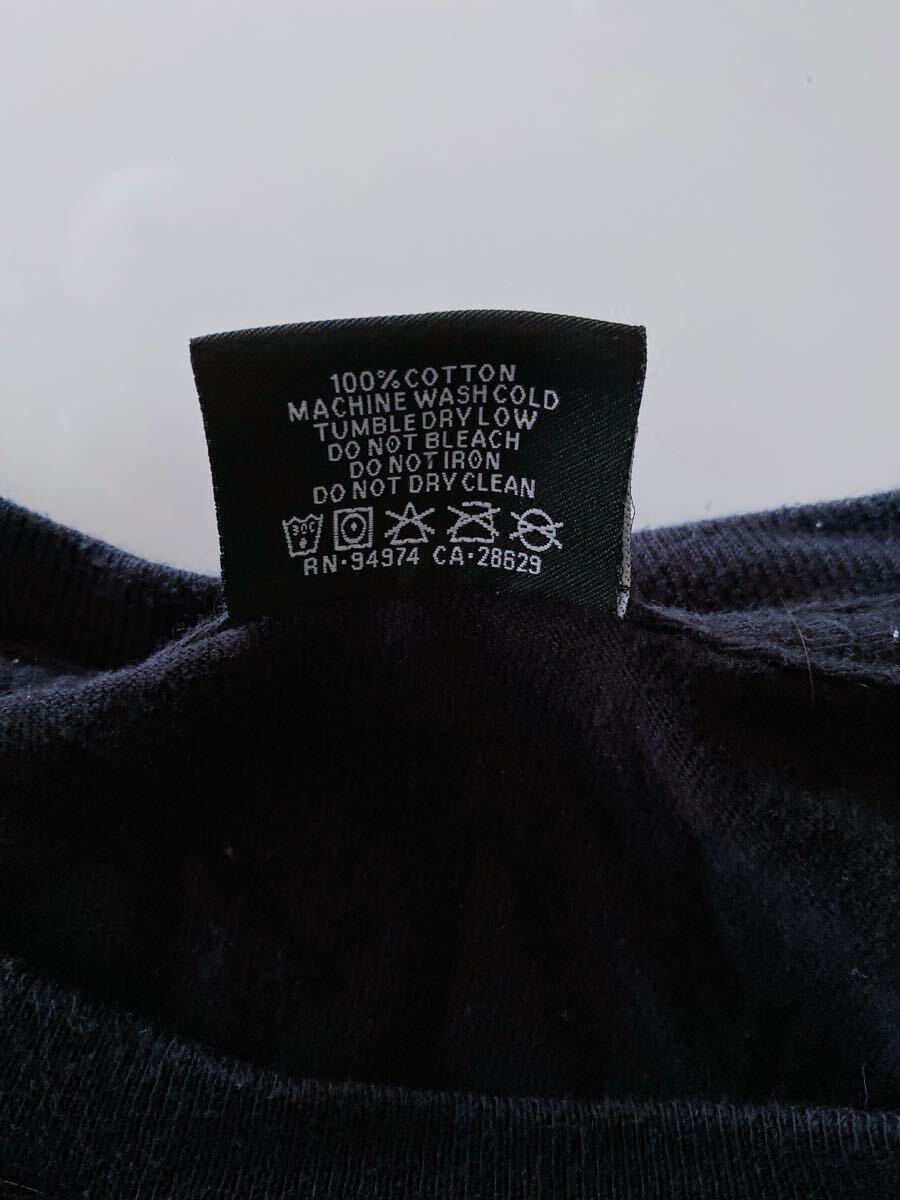 100% COTTON
MACHINE WASH COLD
TUMBLE DRY LOW
DO NOT BLEACH
DO NOT IRON
DO NOT DRY CLEAN
30C
RN·94974 CA·28629